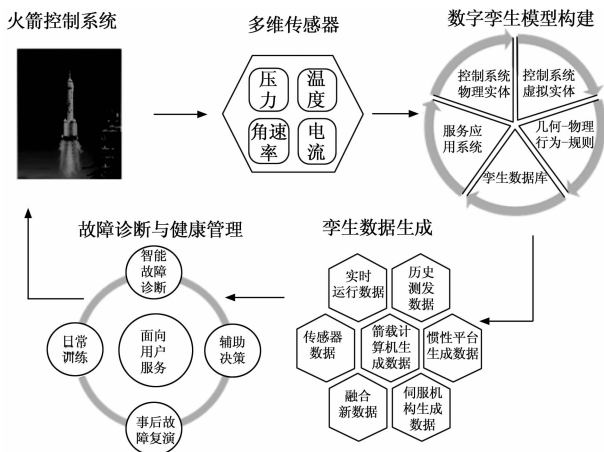 火箭控制系统
多维传感器
数字孪生模型构建
压
力
温
度
角速
率
电
流
控制系统
物理实体
控制系统
虚拟实体
服务应
用系统
几何-物理
行为-规则
孪生数据库
故障诊断与健康管理
智能
故障
诊断
日常
训练
面向
用户
服务
辅助
决策
事后故
障复演
孪生数据生成
实时
运行数据
历史
测发
数据
传感器
数据
箭载计
算机生
成数据
惯性平台
生成数据
融合
新数据
伺服机
构生成
数据